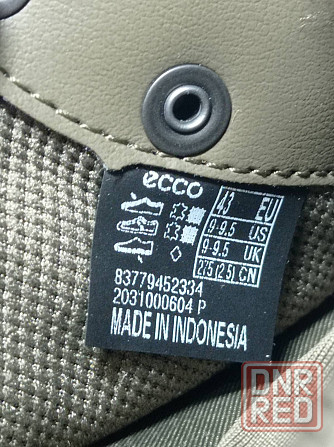 ecco
41 EU
9-9.5 US
9-9.5 UK
275(2.5) CN
83779452334
2031000604 P
MADE IN INDONESIA
DNR
RED